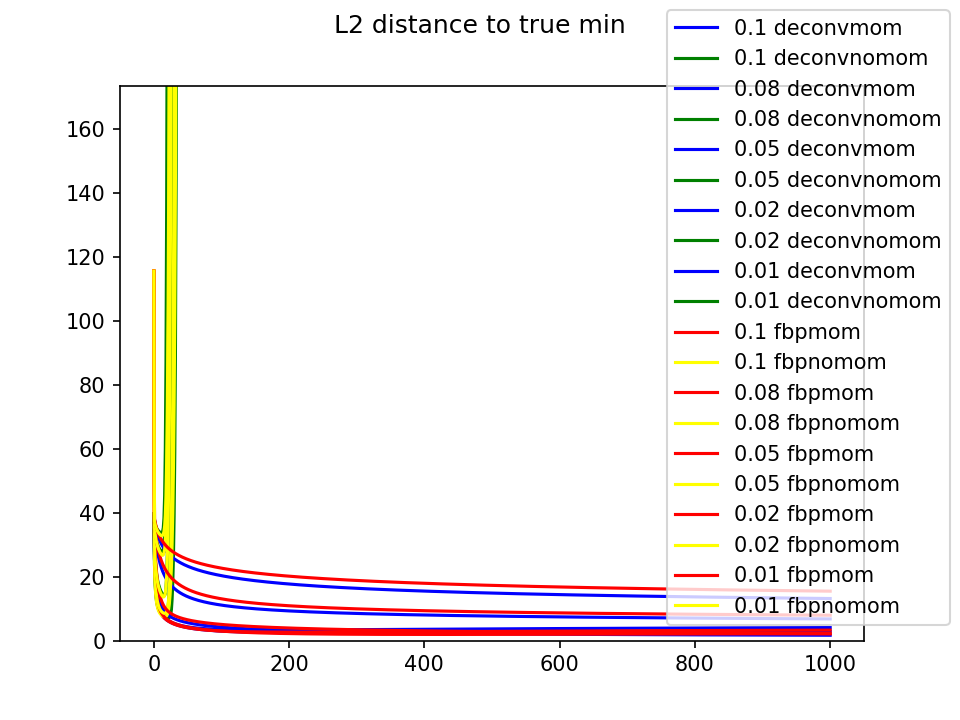 L2 distance to true min
0.1 deconvmom
0.1 deconvnomom
0.08 deconvmom
0.08 deconvnomom
0.05 deconvmom
0.05 deconvnomom
0.02 deconvmom
0.02 deconvnomom
0.01 deconvmom
0.01 deconvnomom
0.1 fbpmom
0.1 fbpnomom
0.08 fbpmom
0.08 fbpnomom
0.05 fbpmom
0.05 fbpnomom
0.02 fbpmom
0.02 fbpnomom
0.01 fbpmom
0.01 fbpnomom
160
140
120
100
80
60
40
20
0
0 200 400 600 800 1000